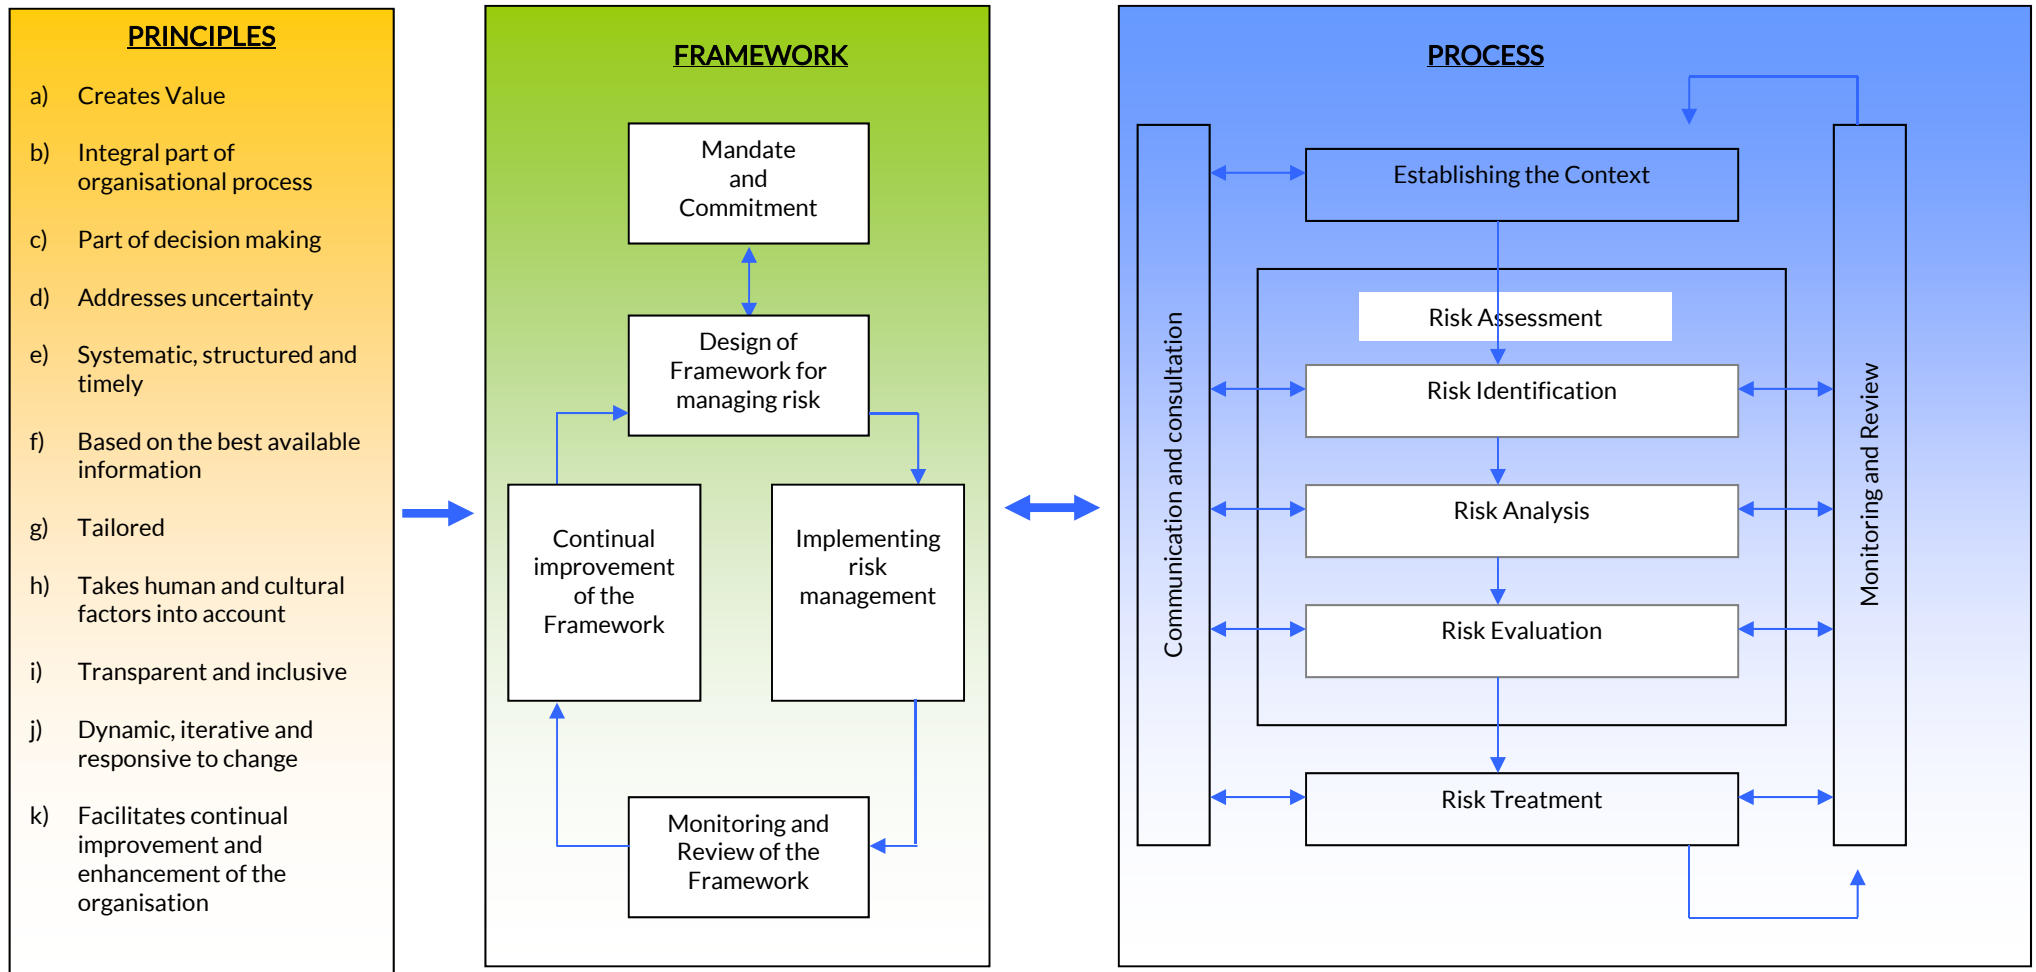 PRINCIPLES
a) Creates Value
b) Integral part of
organisational process
c) Part of decision making
d) Addresses uncertainty
e) Systematic, structured and
timely
f) Based on the best available
information
g) Tailored
h) Takes human and cultural
factors into account
i) Transparent and inclusive
j) Dynamic, iterative and
responsive to change
k) Facilitates continual
improvement and
enhancement of the
organisation
FRAMEWORK
Mandate
and
Commitment
Design of
Framework for
managing risk
Continual
improvement
of the
Framework
Implementing
risk
management
Monitoring and
Review of the
Framework
PROCESS
Communication and consultation
Establishing the Context
Risk Assessment
Risk Identification
Risk Analysis
Risk Evaluation
Risk Treatment
Monitoring and Review